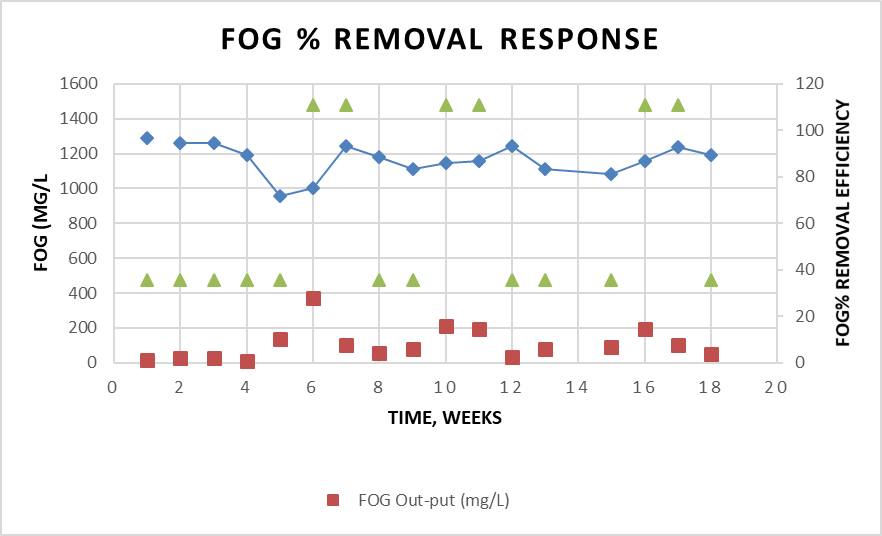 FOG % REMOVAL RESPONSE
1600
1400
1200
1000
800
600
400
200
0
FOG (MG/L
120
100
80
60
40
20
0
FOG% REMOVAL EFFICIENCY
0 2 4 6 8 10 12 14 16 18 20
TIME, WEEKS
FOG Out-put (mg/L)